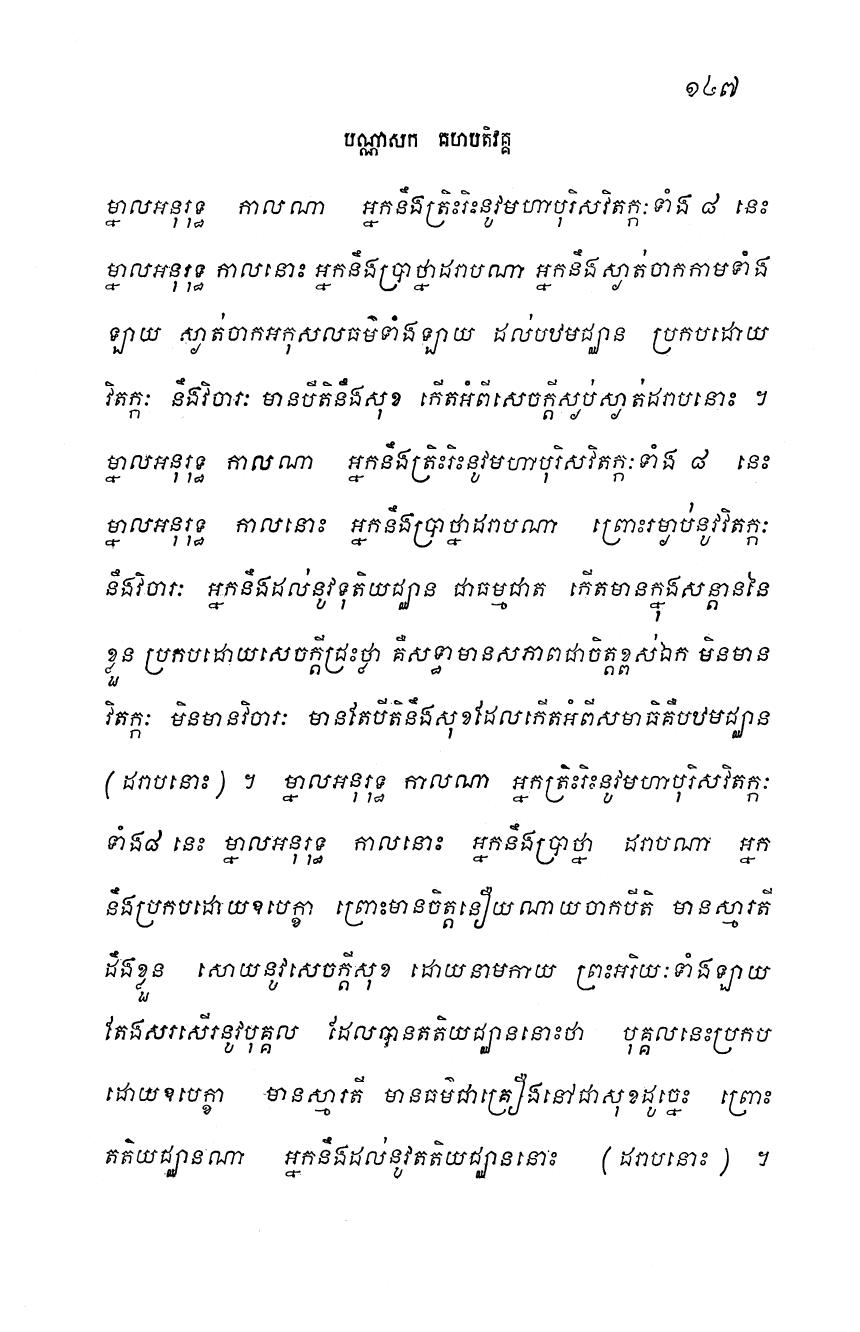 ១៤៧
បណ្ណាសក គហបតិវគ្គ
ម្នាលអនុរុទ្ធ កាលណា អ្នកនឹងត្រិះរិះនូវមហាបុរិសវិតក្កៈទាំង ៨ នេះ
ម្នាលអនុរុទ្ធ កាលនោះ អ្នកនឹងប្រាថ្នាដរាបណា អ្នកនឹងស្ងាត់ចាកកាមទាំង
ឡាយ ស្ងាត់ចាកអកុសលធម៌ទាំងឡាយ ដល់បឋមជ្ឈាន ប្រកបដោយ
វិតក្កៈ នឹងវិចារៈ មានបីតិនឹងសុខ កើតអំពីសេចក្តីស្ងប់ស្ងាត់ដរាបនោះ ។
ម្នាលអនុរុទ្ធ កាលណា អ្នកនឹងត្រិះរិះនូវមហាបុរិសវិតក្កៈទាំង ៨ នេះ
ម្នាលអនុរុទ្ធ កាលនោះ អ្នកនឹងប្រាថ្នាដរាបណា ព្រោះរម្ងាប់នូវវិតក្កៈ
នឹងវិចារៈ អ្នកនឹងដល់នូវទុតិយជ្ឈាន ជាធម្មជាត កើតមានក្នុងសន្តាននៃ
ខ្លួន ប្រកបដោយសេចក្តីជ្រះថ្លា គឺសទ្ធាមានសភាពជាចិត្តខ្ពស់ឯក មិនមាន
វិតក្កៈ មិនមានវិចារៈ មានតែបីតិនឹងសុខដែលកើតអំពីសមាធិគឺបឋមជ្ឈាន
(ដរាបនោះ) ។ ម្នាលអនុរុទ្ធ កាលណា អ្នកត្រិះរិះនូវមហាបុរិសវិតក្កៈ
ទាំង៨ នេះ ម្នាលអនុរុទ្ធ កាលនោះ អ្នកនឹងប្រាថ្នា ដរាបណា អ្នក
នឹងប្រកបដោយឧបេក្ខា ព្រោះមានចិត្តនឿយណាយចាកបីតិ មានស្មារតី
ដឹងខ្លួន សោយនូវសេចក្តីសុខ ដោយនាមកាយ ព្រះអរិយៈទាំងឡាយ
តែងសរសើរនូវបុគ្គល ដែលបានតតិយជ្ឈាននោះថា បុគ្គលនេះប្រកប
ដោយឧបេក្ខា មានស្មារតី មានធម៌ជាគ្រឿងនៅជាសុខដូច្នេះ ព្រោះ
តតិយជ្ឈានណា អ្នកនឹងដល់នូវតតិយជ្ឈាននោះ (ដរាបនោះ) ។